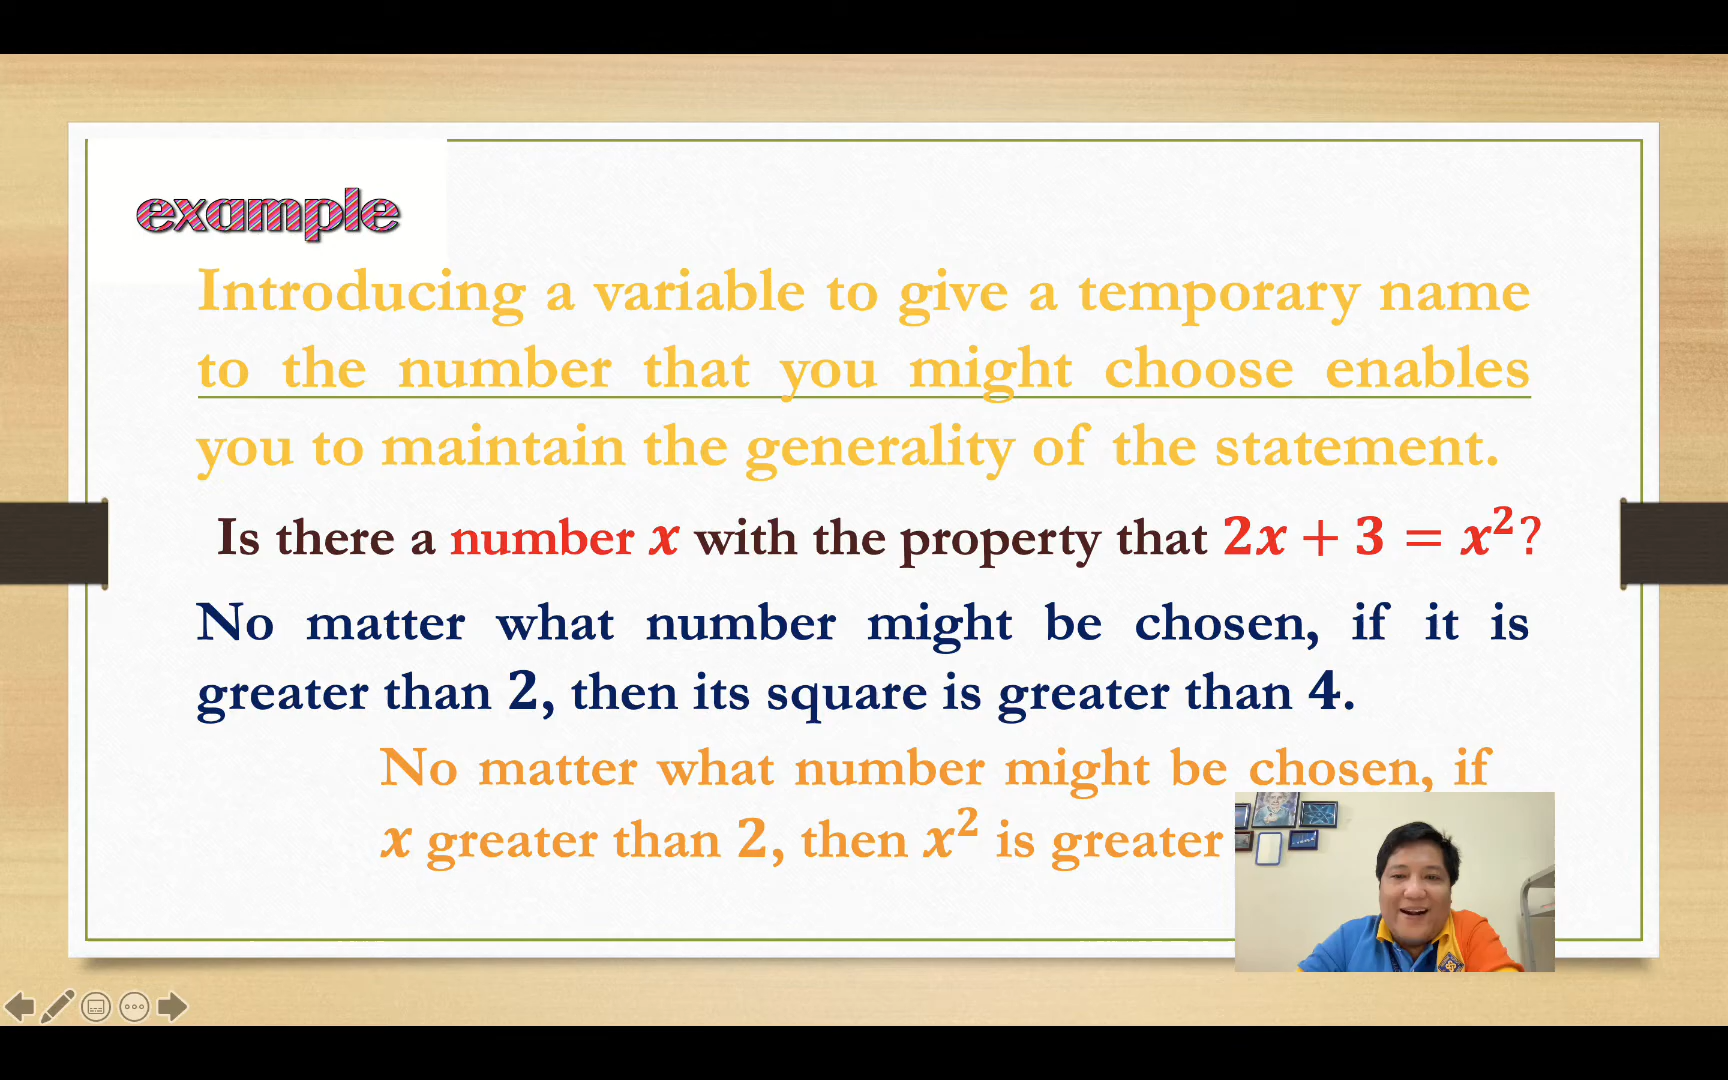 example
Introducing a variable to give a temporary name
to the number that you might choose enables
you to maintain the generality of the statement.
Is there a number x with the property that 2x + 3 = x²?
No matter what number might be chosen, if it is
greater than 2, then its square is greater than 4.
No matter what number might be chosen, if
x greater than 2, then x² is greater